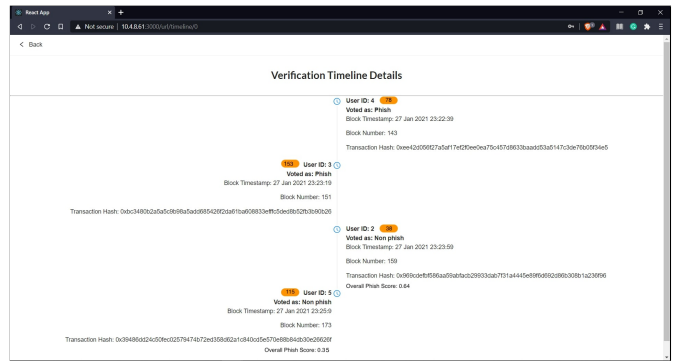 React App
Not secure | 10.4.8.61:3000/url/timeline/0
Back
Verification Timeline Details
User ID: 4 78
Voted as: Phish
Block Timestamp: 27 Jan 2021 23:22:39
Block Number: 143
Transaction Hash: 0xee42d056f27a5af17ef2f0ee0ea75c457d8633baadd53a5147c3de76b05f34e5
153 User ID: 3
Voted as: Phish
Block Timestamp: 27 Jan 2021 23:23:19
Block Number: 151
Transaction Hash: 0xbc3480b2a5a5c9b98a5add685426f2da61ba608833efffc5ded8b52fb3b90b26
User ID: 2 38
Voted as: Non phish
Block Timestamp: 27 Jan 2021 23:23:59
Block Number: 159
Transaction Hash: 0x969cdefbf586aa59abfacb29933dab7f31a4445e89f6d692d86b308b1a236f96
Overall Phish Score: 0.64
115 User ID: 5
Voted as: Non phish
Block Timestamp: 27 Jan 2021 23:25:9
Block Number: 173
Transaction Hash: 0x39486dd24c50fec02579474b72ed358d62a1c840cd5e570e88b84db30e26626f
Overall Phish Score: 0.35